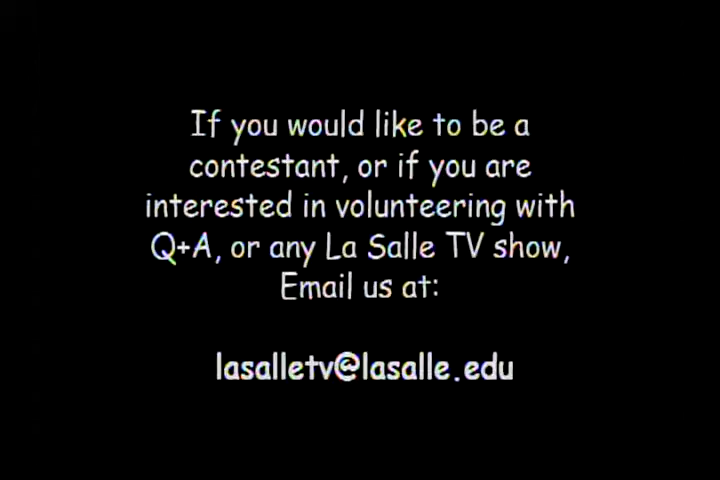 If you would like to be a
contestant, or if you are
interested in volunteering with
Q+A, or any La Salle TV show,
Email us at:
lasalletv@lasalle.edu